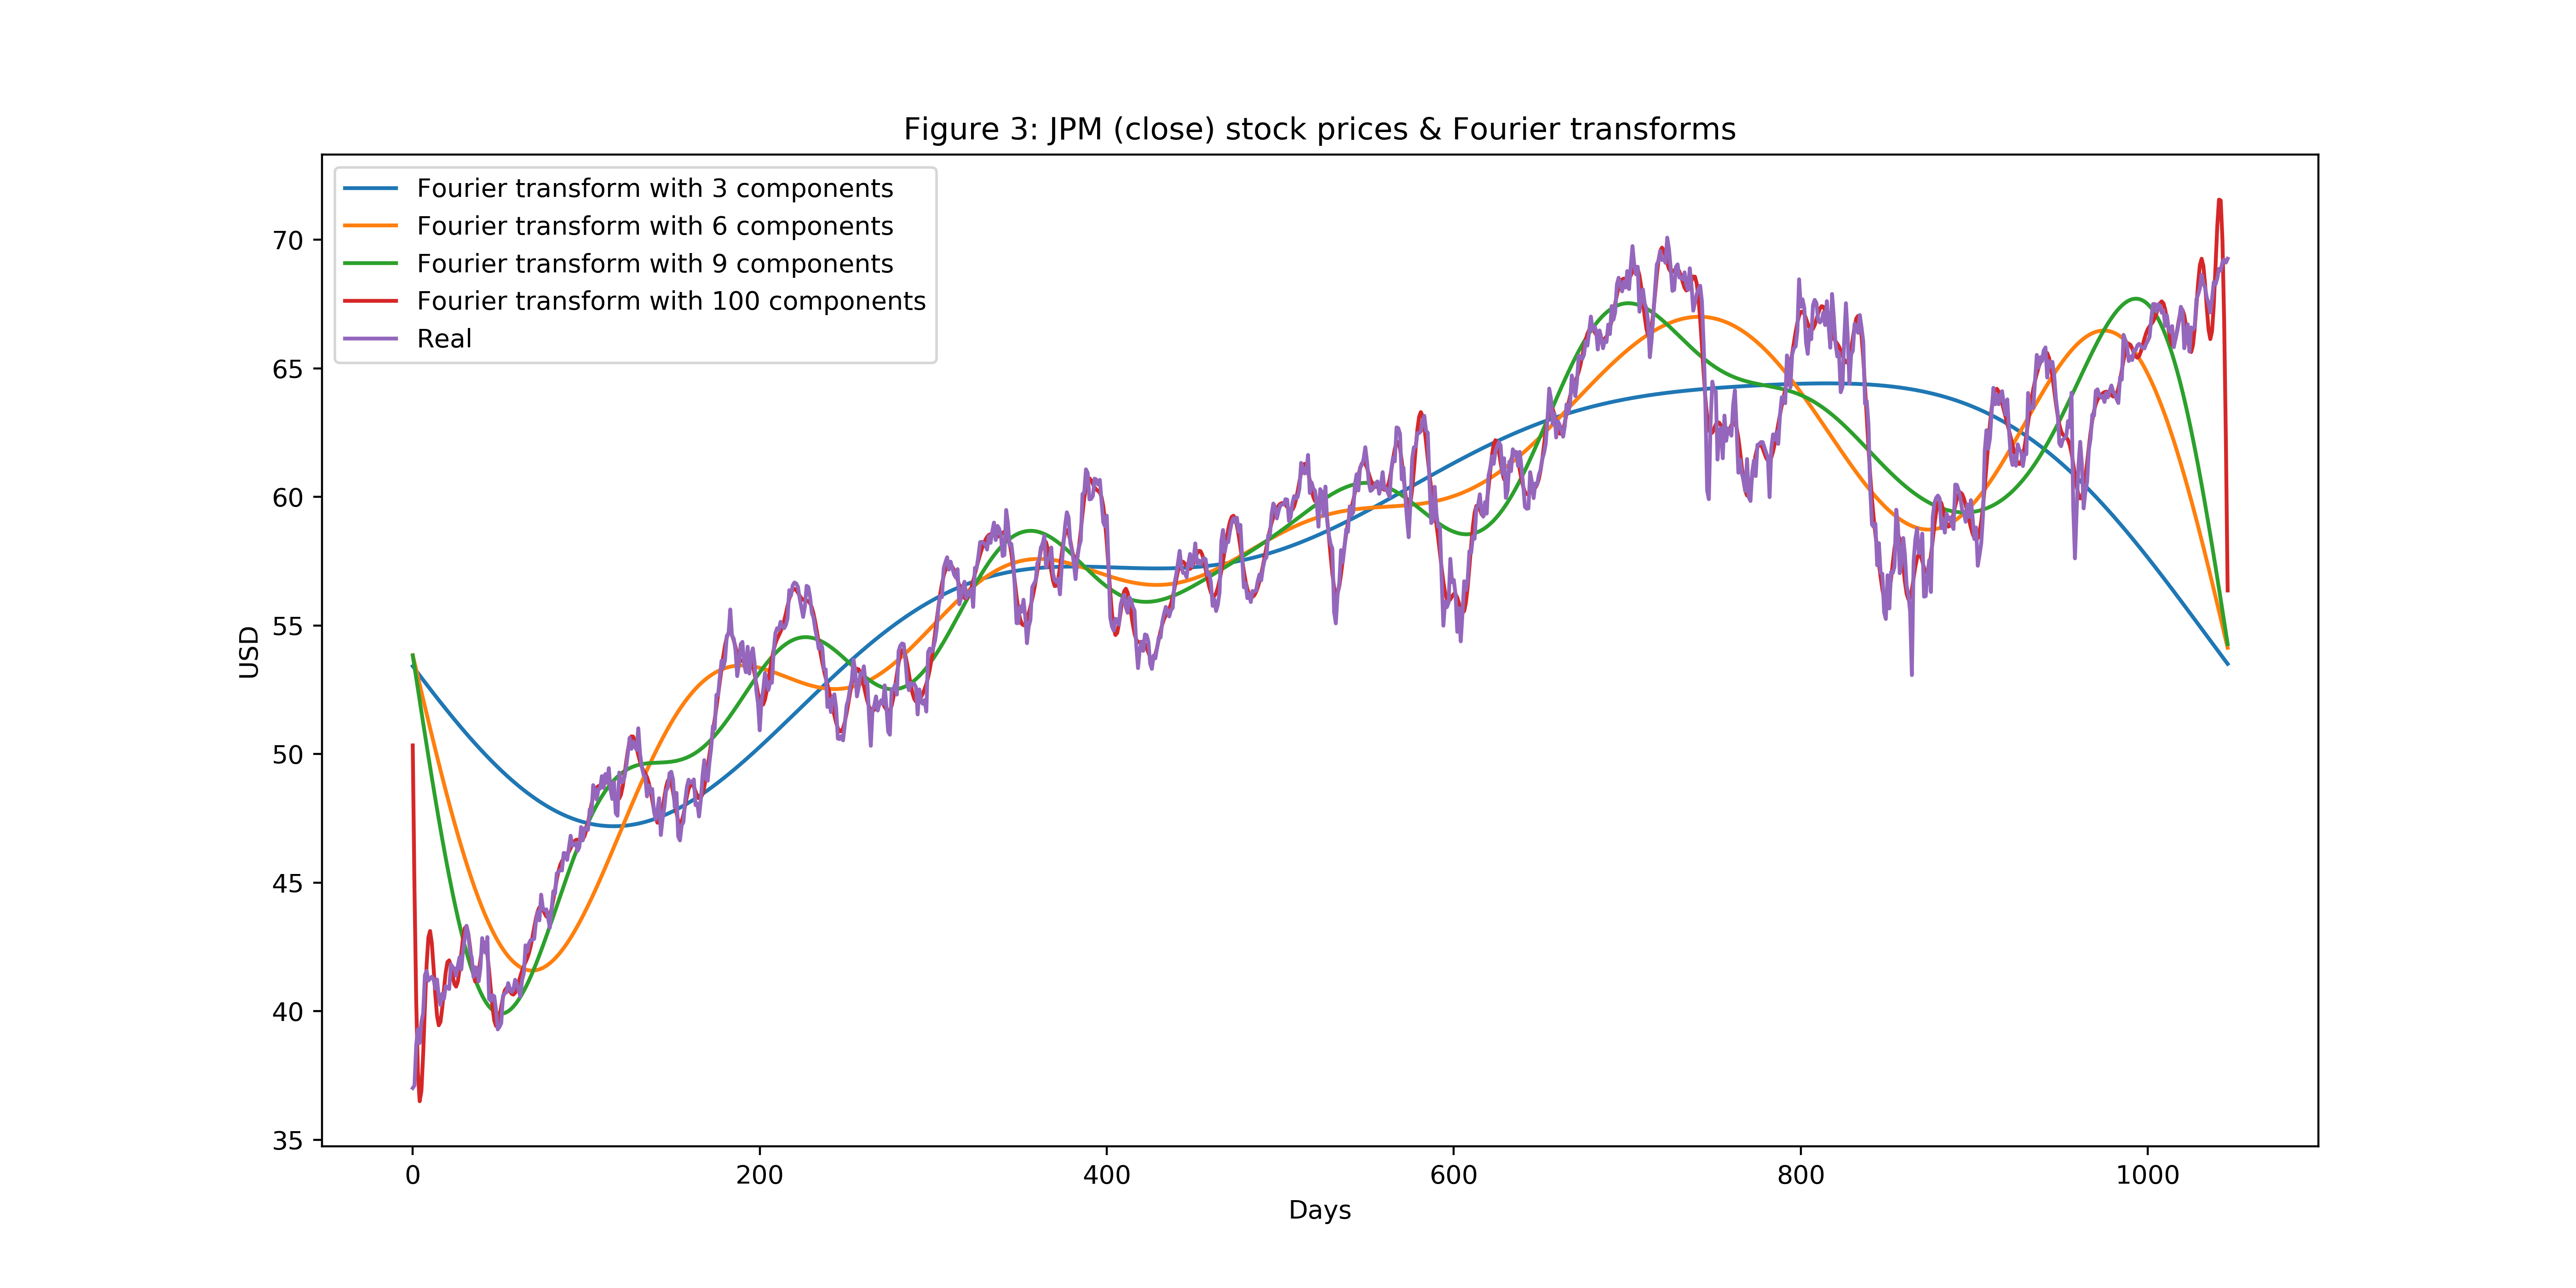 Figure 3: JPM (close) stock prices & Fourier transforms
Fourier transform with 3 components
Fourier transform with 6 components
Fourier transform with 9 components
Fourier transform with 100 components
Real
70
65
60
55
50
45
40
35
USD
0 200 400 600 800 1000
Days